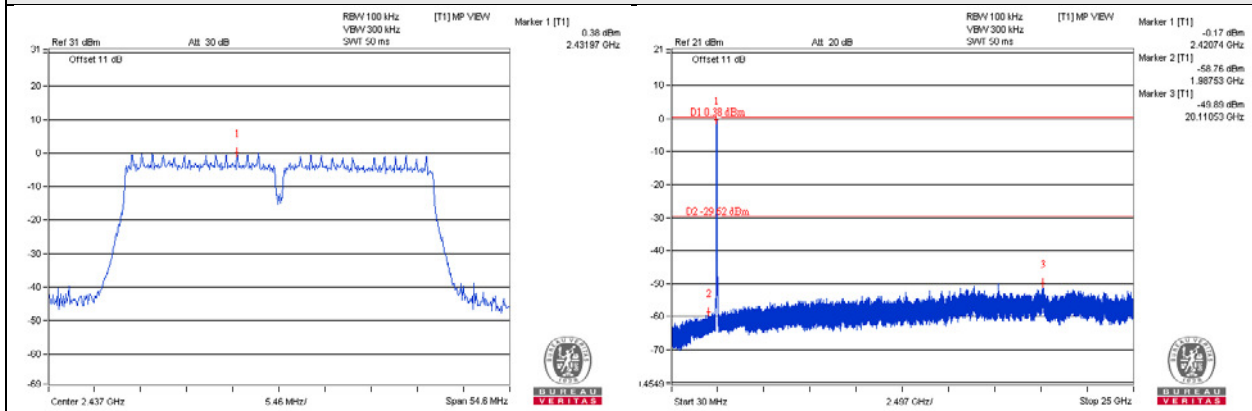 RBW 100 kHz
[T1] MP VIEW
VBW 300 kHz
Ref 31 dBm
Att 30 dB
SWT 50 ms
Marker 1 [T1]
0.38 dBm
2.43197 GHz
31
Offset 11 dB
20
10
1
0
-10
-20
-30
-40
-50
-60
-69
Center 2.437 GHz
5.46 MHz/
Span 54.6 MHz
BUREAU
VERITAS
RBW 100 kHz
[T1] MP VIEW
VBW 300 kHz
Ref 21 dBm
Att 20 dB
SWT 50 ms
Marker 1 [T1]
-0.17 dBm
2.42074 GHz
Marker 2 [T1]
-58.76 dBm
1.98753 GHz
Marker 3 [T1]
-49.89 dBm
20.11053 GHz
21
Offset 11 dB
10
1
D1 0.38 dBm
0
-10
-20
D2 -29.62 dBm
-30
-40
3
-50
2
-60
-70
Start 30 MHz
2.497 GHz/
Stop 25 GHz
BUREAU
VERITAS